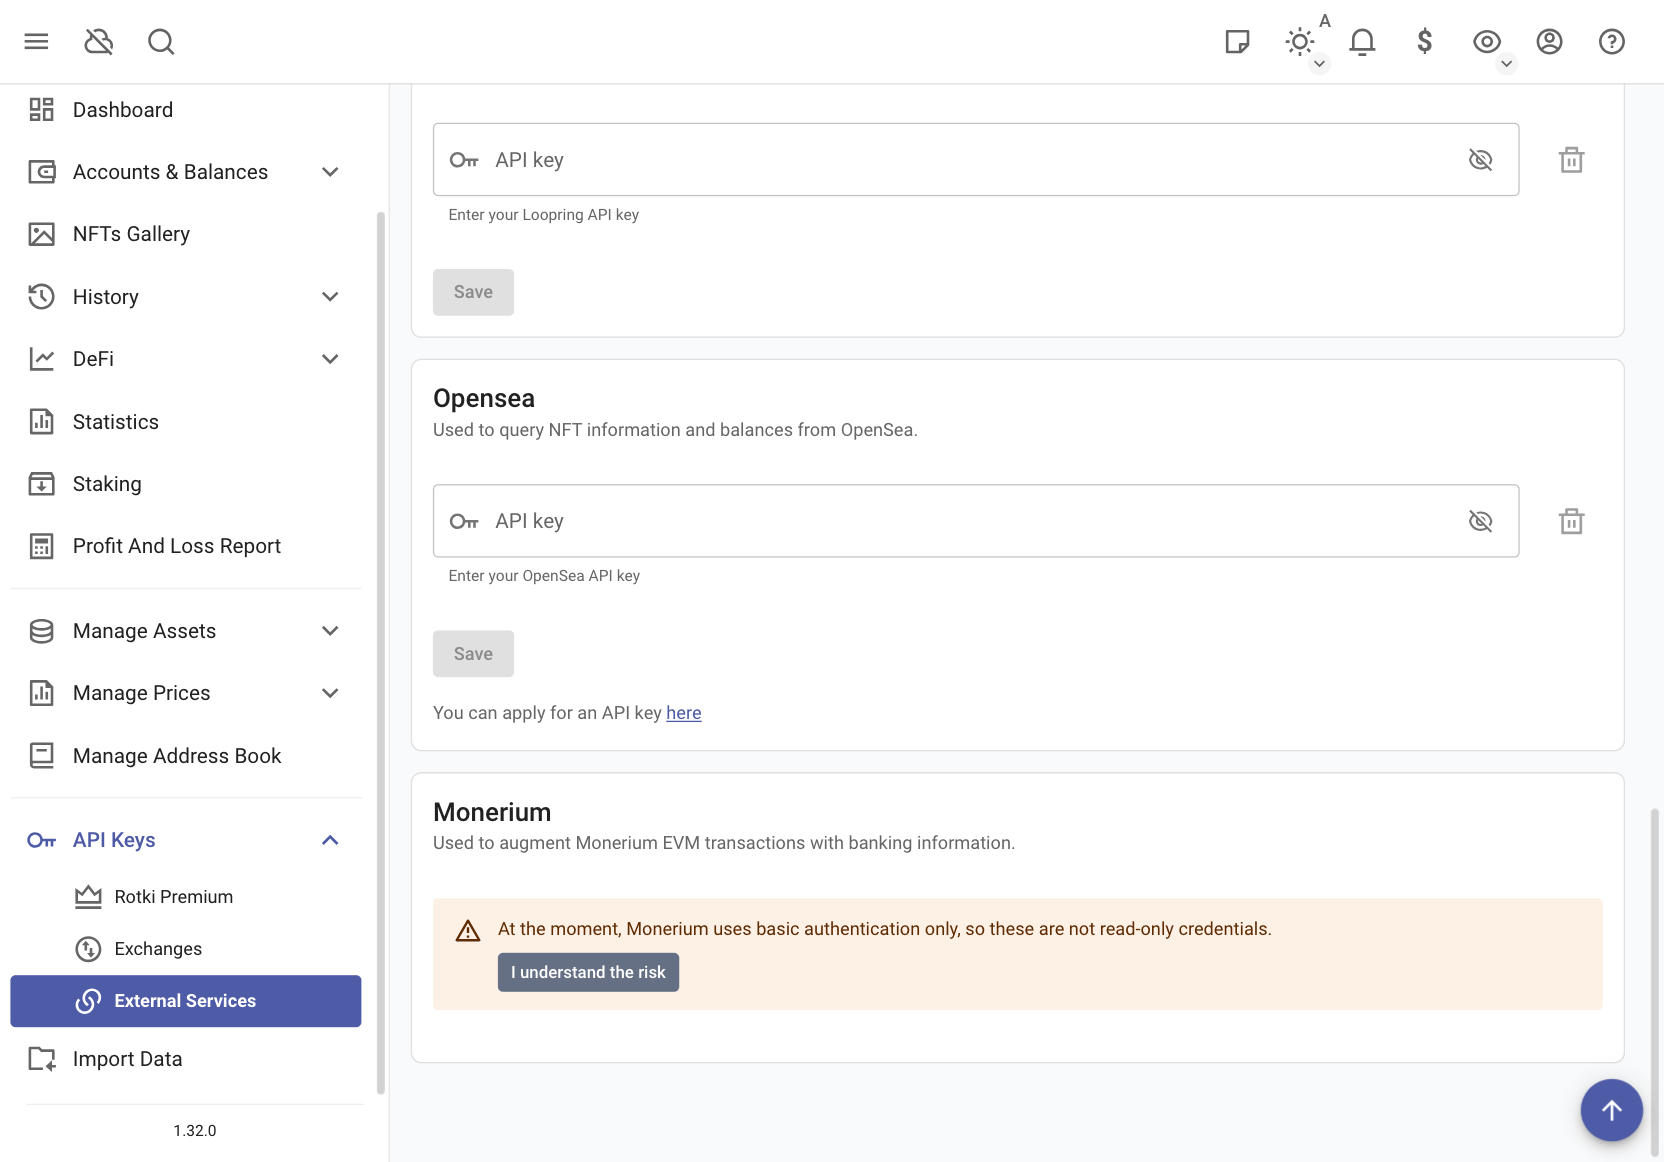 A
Dashboard
Accounts & Balances
NFTs Gallery
History
DeFi
Statistics
Staking
Profit And Loss Report
Manage Assets
Manage Prices
Manage Address Book
API Keys
Rotki Premium
Exchanges
External Services
Import Data
1.32.0
API key
Enter your Loopring API key
Save
Opensea
Used to query NFT information and balances from OpenSea.
API key
Enter your OpenSea API key
Save
You can apply for an API key here
Monerium
Used to augment Monerium EVM transactions with banking information.
At the moment, Monerium uses basic authentication only, so these are not read-only credentials.
I understand the risk